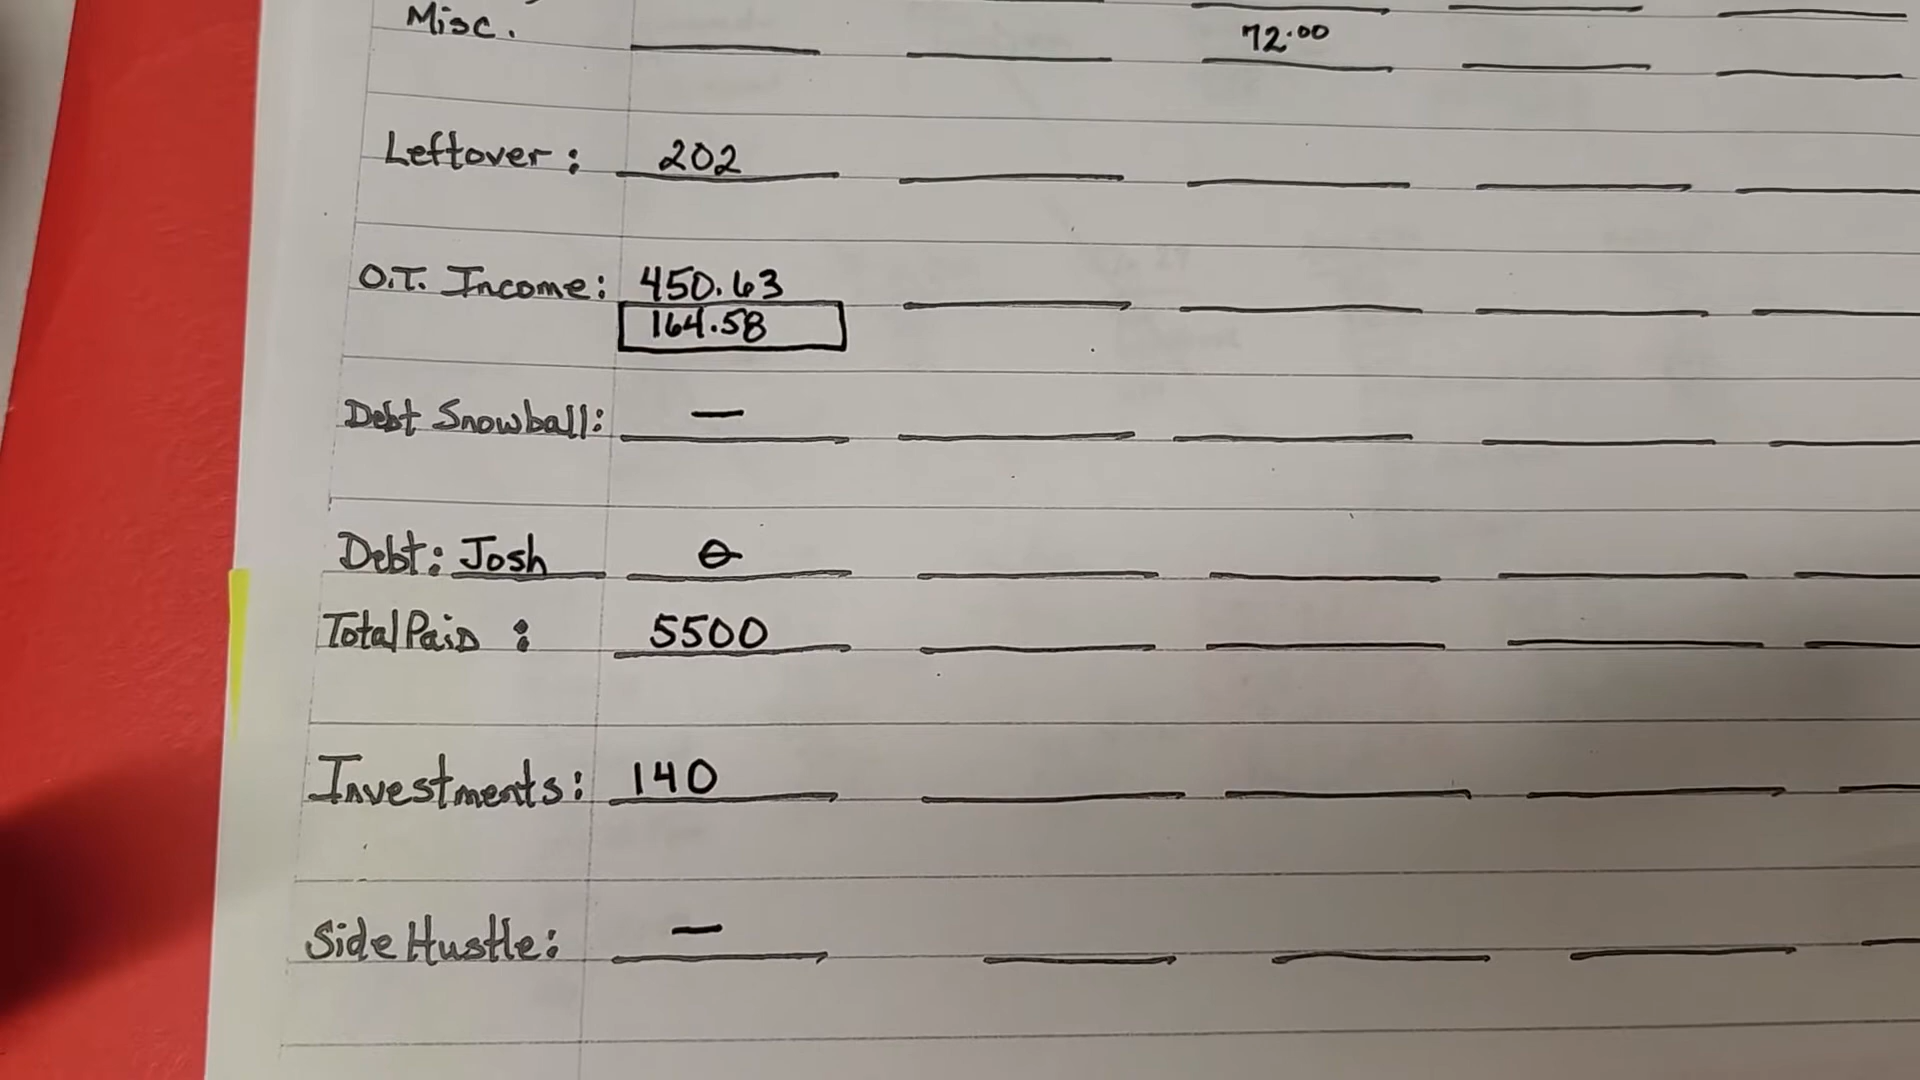 Misc. 72.00
Leftover: 202
O.T. Income: 450.63
164.58
Debt Snowball: —
Debt: Josh 0
Total Paid: 5500
Investments: 140
Side Hustle: —